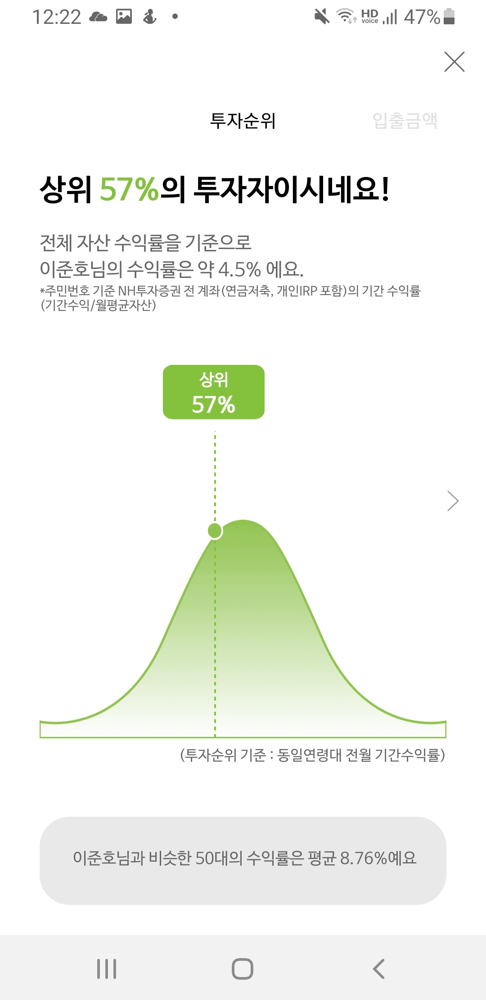 12:22
HD
voice
47%
투자순위
입출금액
상위 57%의 투자자이시네요!
전체 자산 수익률을 기준으로
이준호님의 수익률은 약 4.5% 에요.
*주민번호 기준 NH투자증권 전 계좌(연금저축, 개인IRP 포함)의 기간 수익률
(기간수익/월평균자산)
상위
57%
(투자순위 기준 : 동일연령대 전월 기간수익률)
이준호님과 비슷한 50대의 수익률은 평균 8.76%예요